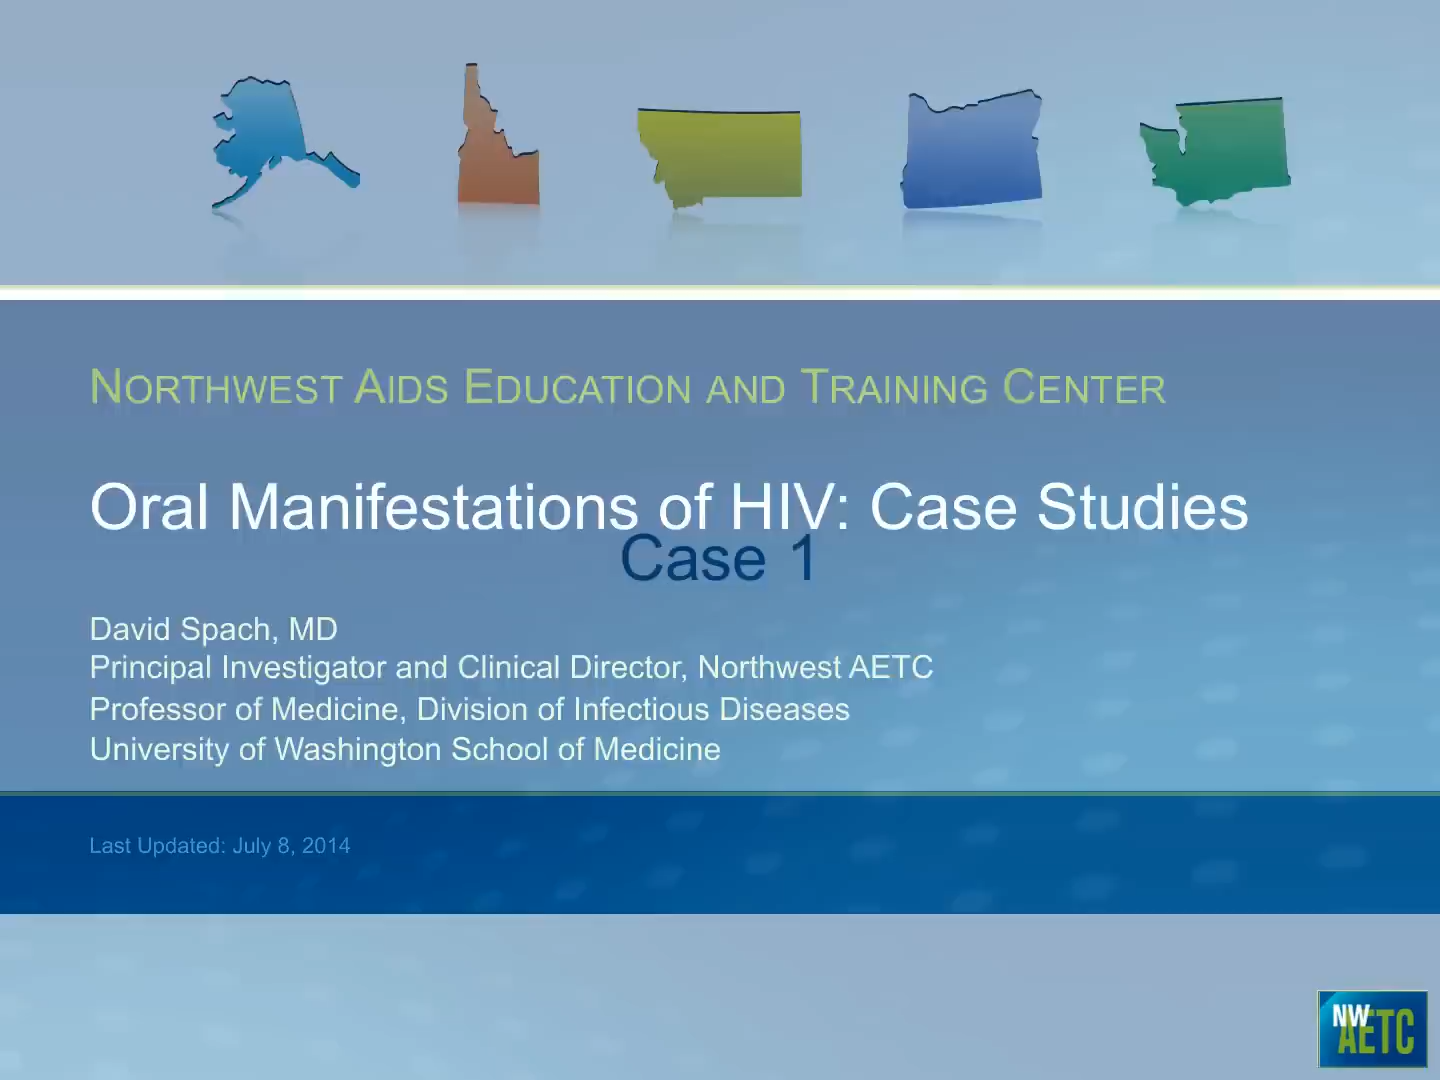 NORTHWEST AIDS EDUCATION AND TRAINING CENTER
Oral Manifestations of HIV: Case Studies
Case 1
David Spach, MD
Principal Investigator and Clinical Director, Northwest AETC
Professor of Medicine, Division of Infectious Diseases
University of Washington School of Medicine
Last Updated: July 8, 2014
NW
AETC